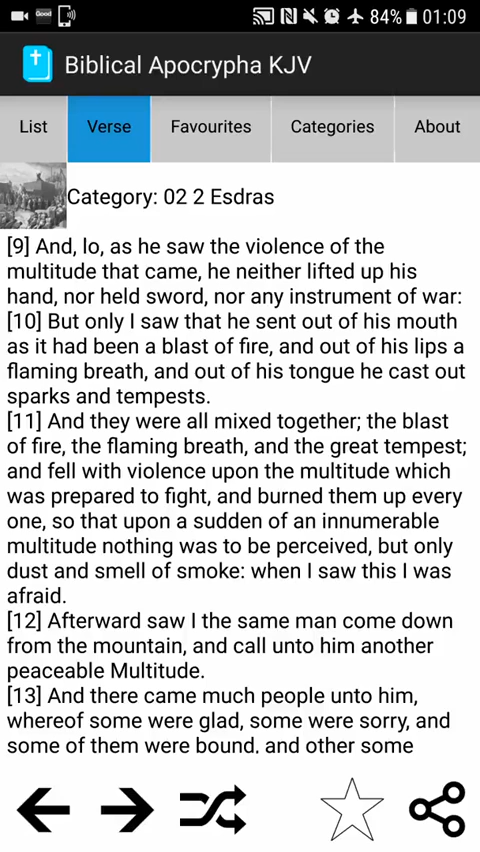 Good
84%
01:09
Biblical Apocrypha KJV
List
Verse
Favourites
Categories
About
Category: 02 2 Esdras
[9] And, lo, as he saw the violence of the
multitude that came, he neither lifted up his
hand, nor held sword, nor any instrument of war:
[10] But only I saw that he sent out of his mouth
as it had been a blast of fire, and out of his lips a
flaming breath, and out of his tongue he cast out
sparks and tempests.
[11] And they were all mixed together; the blast
of fire, the flaming breath, and the great tempest;
and fell with violence upon the multitude which
was prepared to fight, and burned them up every
one, so that upon a sudden of an innumerable
multitude nothing was to be perceived, but only
dust and smell of smoke: when I saw this I was
afraid.
[12] Afterward saw I the same man come down
from the mountain, and call unto him another
peaceable Multitude.
[13] And there came much people unto him,
whereof some were glad, some were sorry, and
some of them were bound, and other some